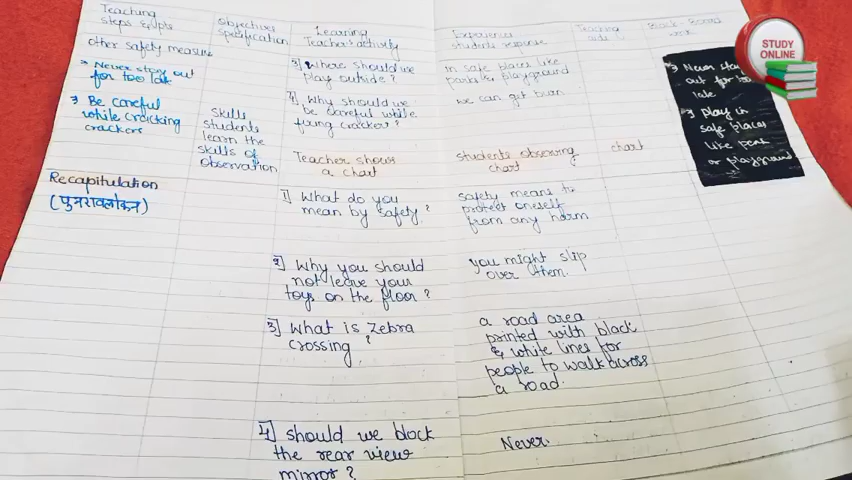 Teaching
steps & pts
Objectives
specification
Learning
Teacher's activity
Experience
students response
Teaching
aids
Black-Board
work
other safety measure
→ Never stay out
for too late
3 Be careful
while cracking
crackers
Skills
students
learn the
skills of
observation
3] Where should we
play outside?
4] Why should we
be careful while
firing cracker?
Teacher shows
a chart
in safe places like
park & playground
we can get burn
students observing
chart
chart
→ Never stay
out for too
late
→ play in
safe places
like park
or playground
STUDY
ONLINE
Recapitulation
(पुनरावलोकन)
1] What do you
mean by safety?
safety means to
protect oneself
from any harm
2] Why you should
not leave your
toys on the floor?
you might slip
over them.
3] What is Zebra
crossing?
a road area
printed with black
& white lines for
people to walk across
a road.
4] should we block
the rear view
mirror?
Never.